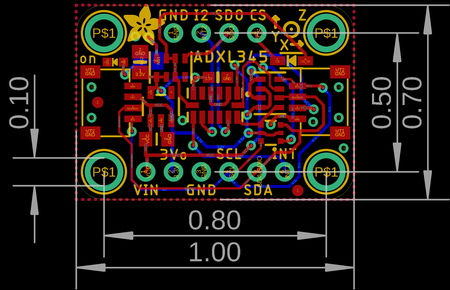 GND I2 SDO CS
Z
P$1
P$1
Y
X
on
ADXL345
0.10
0.50
0.70
3Vo
SCL
INT
P$1
P$1
VIN
GND
SDA
0.80
1.00